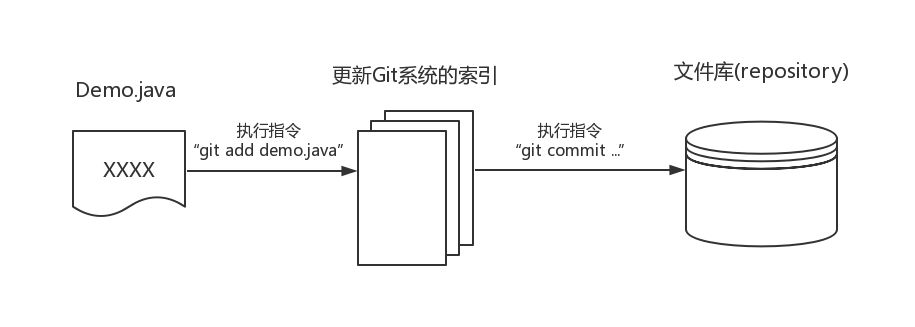 Demo.java
XXXX
执行指令
“git add demo.java”
更新Git系统的索引
执行指令
“git commit ...”
文件库(repository)